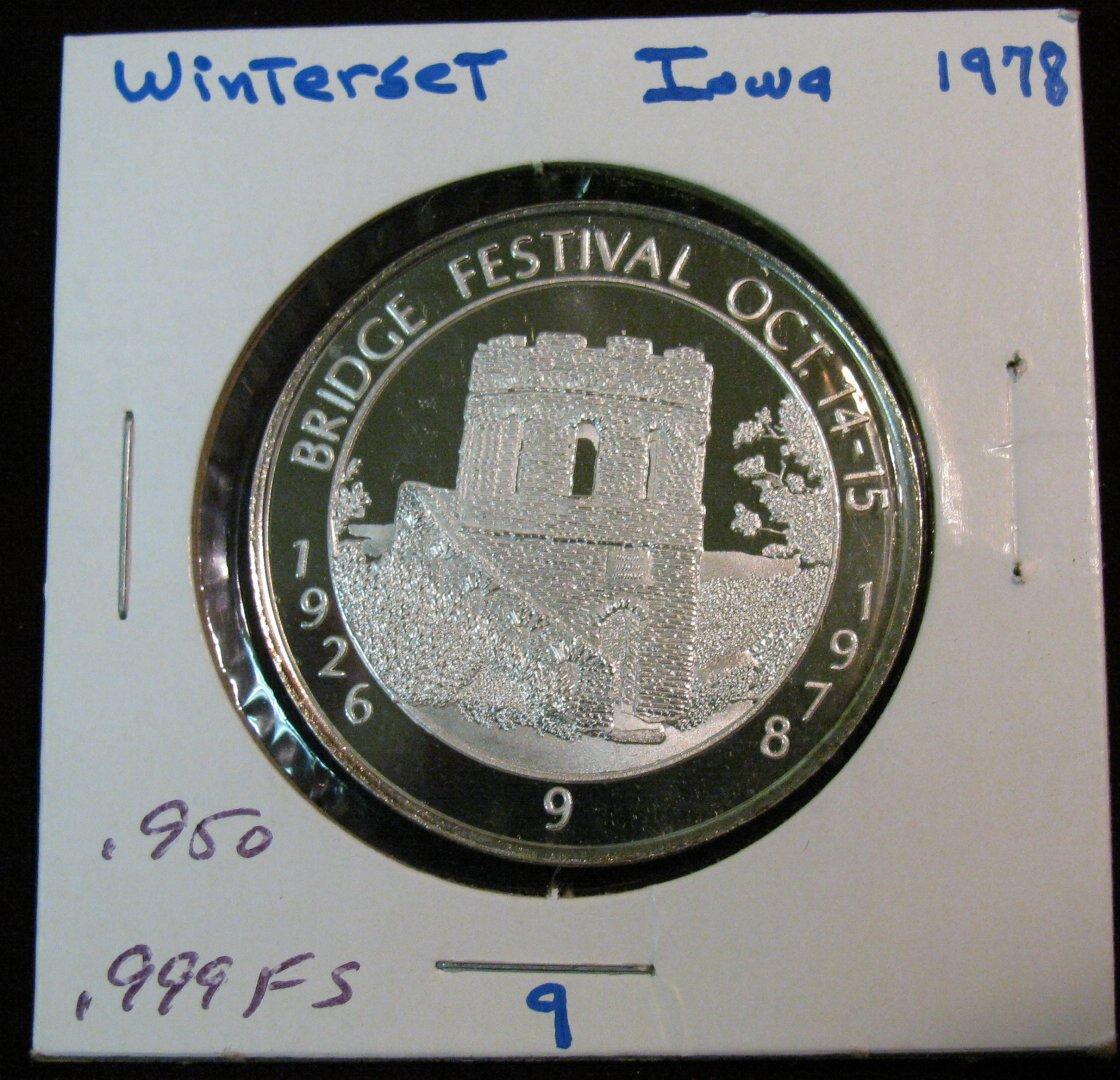 Winterset Iowa 1978
BRIDGE FESTIVAL OCT. 14-15
1926
1978
9
.950
.999 FS
9